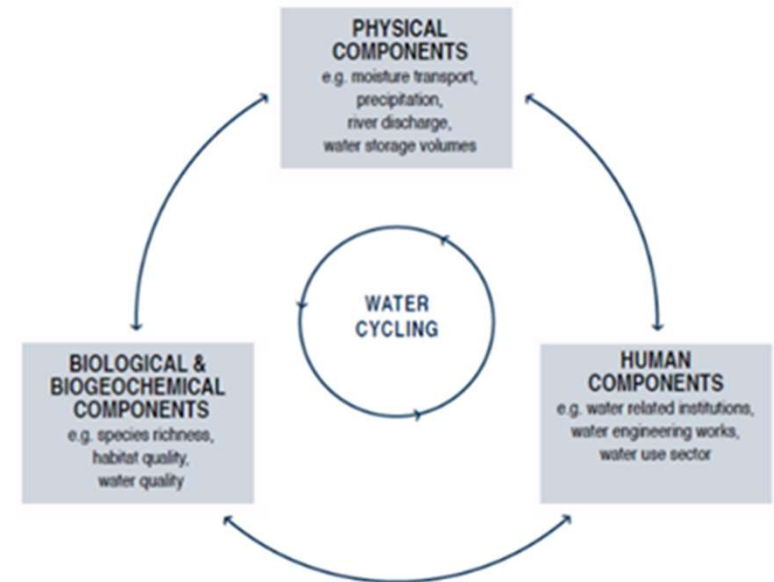 PHYSICAL
COMPONENTS
e.g. moisture transport,
precipitation,
river discharge,
water storage volumes
WATER
CYCLING
BIOLOGICAL &
BIOGEOCHEMICAL
COMPONENTS
e.g. species richness,
habitat quality,
water quality
HUMAN
COMPONENTS
e.g. water related institutions,
water engineering works,
water use sector